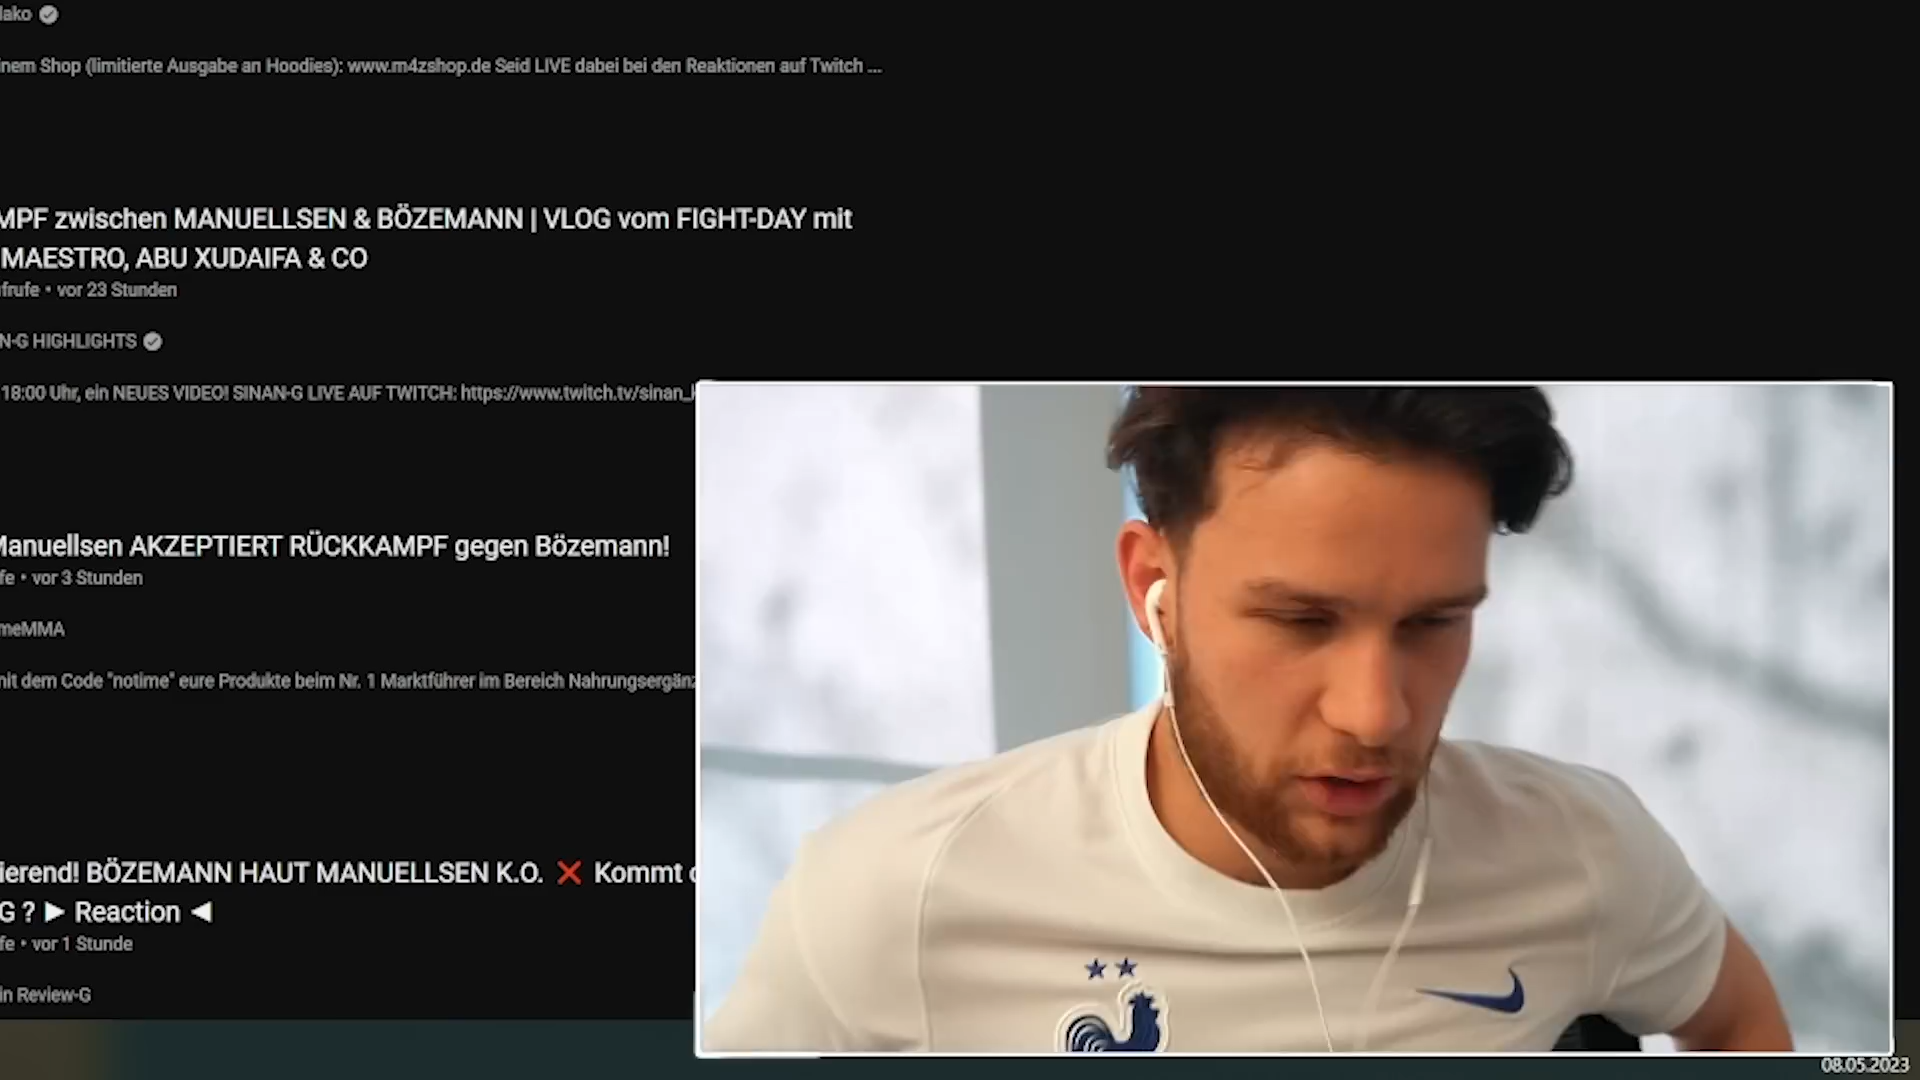 lako
inem Shop (limitierte Ausgabe an Hoodies): www.m4zshop.de Seid LIVE dabei bei den Reaktionen auf Twitch ...
MPF zwischen MANUELLSEN & BÖZEMANN | VLOG vom FIGHT-DAY mit
MAESTRO, ABU XUDAIFA & CO
frufe • vor 23 Stunden
N-G HIGHLIGHTS
18:00 Uhr, ein NEUES VIDEO! SINAN-G LIVE AUF TWITCH: https://www.twitch.tv/sinan_
Manuellsen AKZEPTIERT RÜCKKAMPF gegen Bözemann!
fe • vor 3 Stunden
meMMA
nit dem Code "notime" eure Produkte beim Nr. 1 Marktführer im Bereich Nahrungsergänz
ierend! BÖZEMANN HAUT MANUELLSEN K.O. ❌ Kommt
G ? ▶ Reaction ◀
fe • vor 1 Stunde
in Review-G
08.05.2023